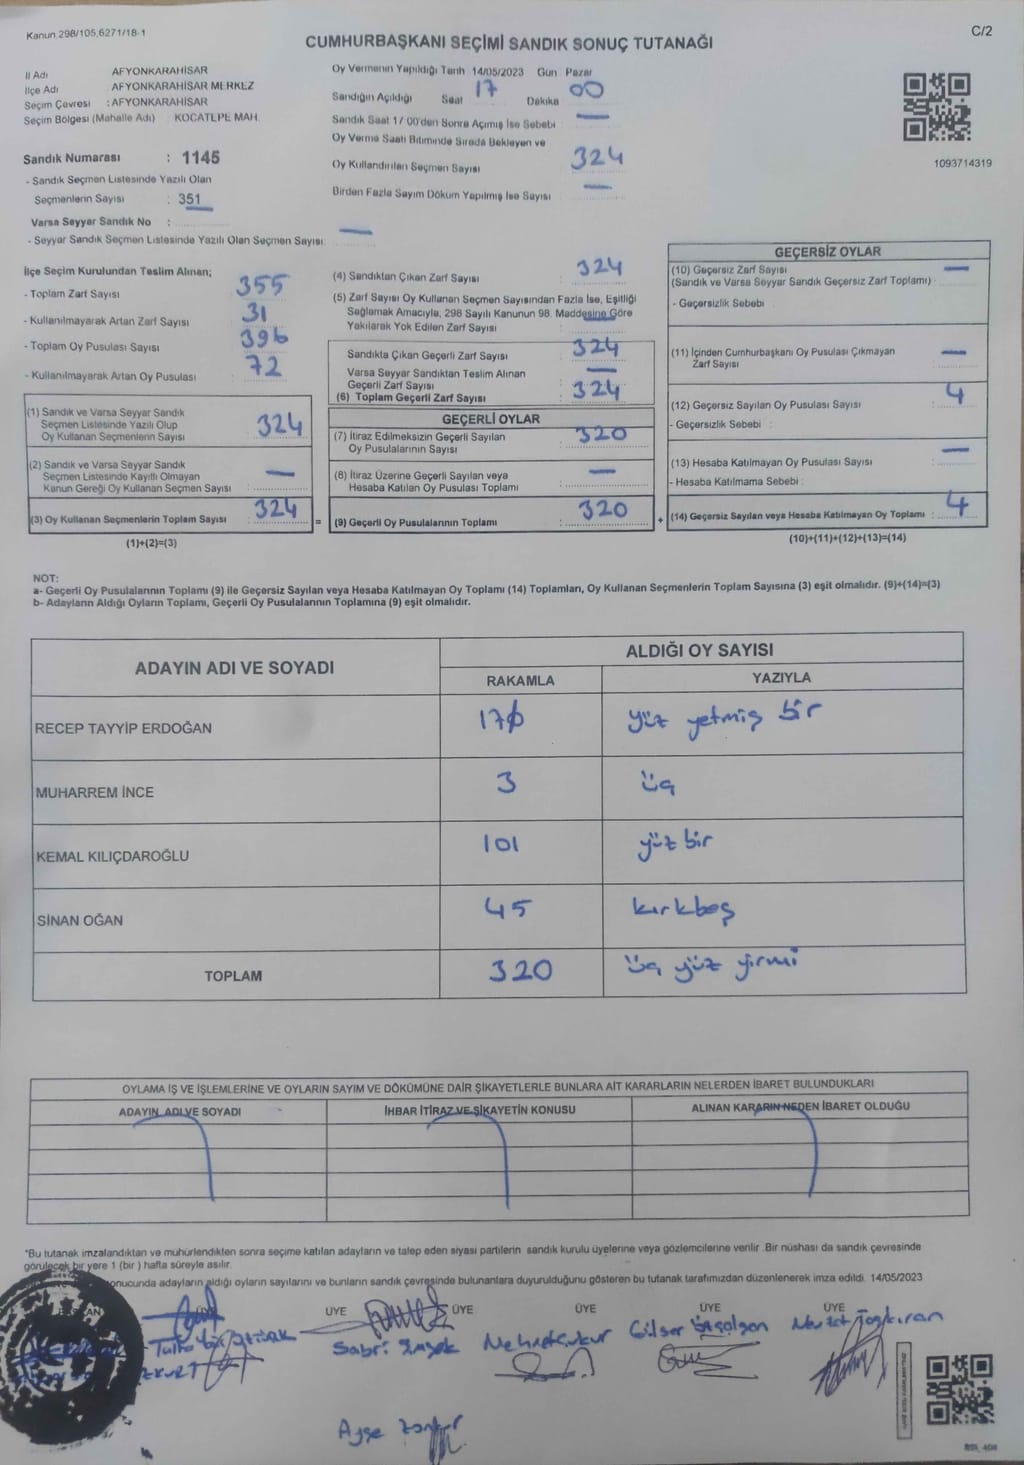 Kanun 298/105,6271/18-1
C/2
CUMHURBAŞKANI SEÇİMİ SANDIK SONUÇ TUTANAĞI
İl Adı AFYONKARAHİSAR
İlçe Adı AFYONKARAHİSAR MERKEZ
Seçim Çevresi : AFYONKARAHİSAR
Seçim Bölgesi (Mahalle Adı) KOCATEPE MAH.
Sandık Numarası : 1145
- Sandık Seçmen Listesinde Yazılı Olan
Seçmenlerin Sayısı : 351
Varsa Seyyar Sandık No :
- Seyyar Sandık Seçmen Listesinde Yazılı Olan Seçmen Sayısı: —
Oy Vermenin Yapıldığı Tarih 14/05/2023 Gün Pazar
Sandığın Açıldığı Saat 17 Dakika 00
Sandık Saat 17 00'den Sonra Açımış İse Sebebi : —
Oy Verme Saati Bitiminde Sırada Bekleyen ve
Oy Kullandırılan Seçmen Sayısı 324
Birden Fazla Sayım Döküm Yapılmış İse Sayısı —
1093714319
İlçe Seçim Kurulundan Teslim Alınan;
- Toplam Zarf Sayısı 355
- Kullanılmayarak Artan Zarf Sayısı 31
- Toplam Oy Pusulası Sayısı 396
- Kullanılmayarak Artan Oy Pusulası : 72
(1) Sandık ve Varsa Seyyar Sandık
Seçmen Listesinde Yazılı Olup
Oy Kullanan Seçmenlerin Sayısı 324
(2) Sandık ve Varsa Seyyar Sandık
Seçmen Listesinde Kayıtlı Olmayan
Kanun Gereği Oy Kullanan Seçmen Sayısı —
(3) Oy Kullanan Seçmenlerin Toplam Sayısı 324
(1)+(2)=(3)
(4) Sandıktan Çıkan Zarf Sayısı 324
(5) Zarf Sayısı Oy Kullanan Seçmen Sayısından Fazla İse, Eşitliği
Sağlamak Amacıyla, 298 Sayılı Kanunun 98. Maddesine Göre
Yakılarak Yok Edilen Zarf Sayısı
Sandıkta Çıkan Geçerli Zarf Sayısı 324
Varsa Seyyar Sandıktan Teslim Alınan
Geçerli Zarf Sayısı —
(6) Toplam Geçerli Zarf Sayısı 324
GEÇERLİ OYLAR
(7) İtiraz Edilmeksizin Geçerli Sayılan
Oy Pusulalarının Sayısı 320
(8) İtiraz Üzerine Geçerli Sayılan veya
Hesaba Katılan Oy Pusulası Toplamı —
= (9) Geçerli Oy Pusulalarının Toplamı 320
GEÇERSİZ OYLAR
(10) Geçersiz Zarf Sayısı —
(Sandık ve Varsa Seyyar Sandık Geçersiz Zarf Toplamı) :
- Geçersizlik Sebebi
(11) İçinden Cumhurbaşkanı Oy Pusulası Çıkmayan —
Zarf Sayısı
(12) Geçersiz Sayılan Oy Pusulası Sayısı 4
- Geçersizlik Sebebi :
(13) Hesaba Katılmayan Oy Pusulası Sayısı —
- Hesaba Katılmama Sebebi :
+ (14) Geçersiz Sayılan veya Hesaba Katılmayan Oy Toplamı : 4
(10)+(11)+(12)+(13)=(14)
NOT:
a- Geçerli Oy Pusulalarının Toplamı (9) ile Geçersiz Sayılan veya Hesaba Katılmayan Oy Toplamı (14) Toplamları, Oy Kullanan Seçmenlerin Toplam Sayısına (3) eşit olmalıdır. (9)+(14)=(3)
b- Adayların Aldığı Oyların Toplamı, Geçerli Oy Pusulalarının Toplamına (9) eşit olmalıdır.
ADAYIN ADI VE SOYADI
ALDIĞI OY SAYISI
RAKAMLA YAZIYLA
RECEP TAYYİP ERDOĞAN yüz yetmiş bir
MUHARREM İNCE 3 üç
KEMAL KILIÇDAROĞLU 101 yüz bir
SİNAN OĞAN 45 kırkbeş
TOPLAM 320 üç yüz yirmi
OYLAMA İŞ VE İŞLEMLERİNE VE OYLARIN SAYIM VE DÖKÜMÜNE DAİR ŞİKAYETLERLE BUNLARA AİT KARARLARIN NELERDEN İBARET BULUNDUKLARI
ADAYIN ADI VE SOYADI İHBAR İTİRAZ VE ŞİKAYETİN KONUSU ALINAN KARARIN NEDEN İBARET OLDUĞU
*Bu tutanak imzalandıktan ve mühürlendikten sonra seçime katılan adayların ve talep eden siyasi partilerin sandık kurulu üyelerine veya gözlemcilerine verilir .Bir nüshası da sandık çevresinde
görülecek bir yere 1 (bir ) hafta süreyle asılır.
sonucunda adayların aldığı oyların sayılarını ve bunların sandık çevresinde bulunanlara duyurulduğunu gösteren bu tutanak tarafımızdan düzenlenerek imza edildi. 14/05/2023
BAŞKAN ÜYE ÜYE ÜYE ÜYE ÜYE ÜYE
Sabri Şimşek
Ayşe